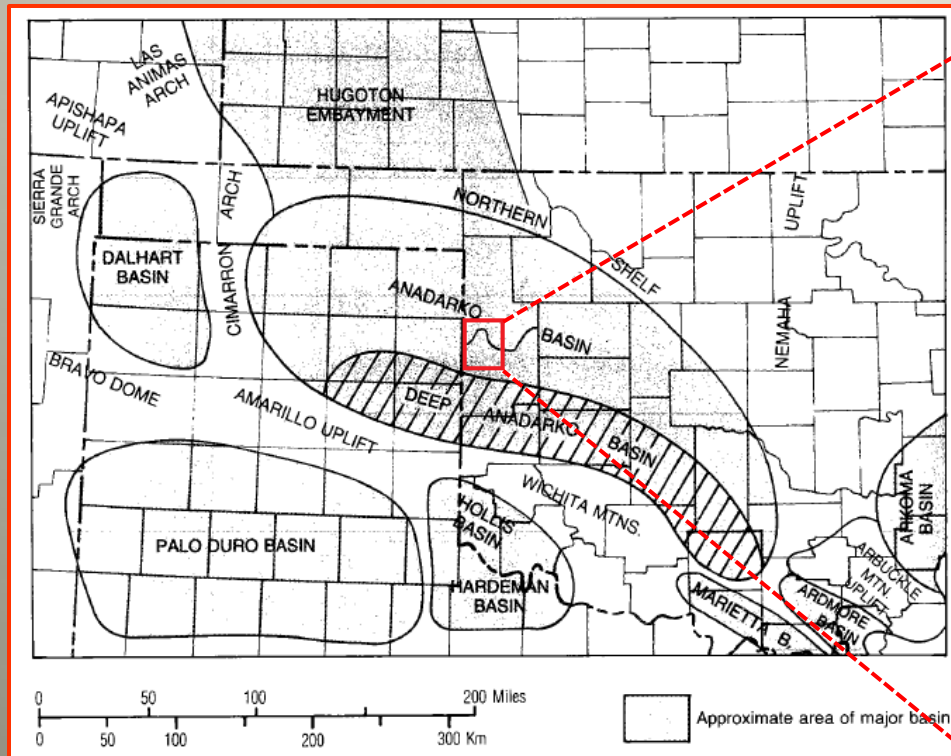 LAS
ANIMAS
ARCH
APISHAPA
UPLIFT
HUGOTON
EMBAYMENT
SIERRA
GRANDE
ARCH
ARCH
NORTHERN
UPLIFT
DALHART
BASIN
SHELF
CIMARRON
ANADARKO
BASIN
NEMAHA
BRAVO DOME
DEEP
AMARILLO UPLIFT
ANADARKO
BASIN
WICHITA MTNS.
ARKOMA
BASIN
HOLLIS
BASIN
PALO DURO BASIN
ARBUCKLE
MTN
UPLIFT
HARDEMAN
BASIN
ARDMORE
BASIN
MARIETTA B.
0 50 100 200 Miles
0 50 100 200 300 Km
Approximate area of major basin